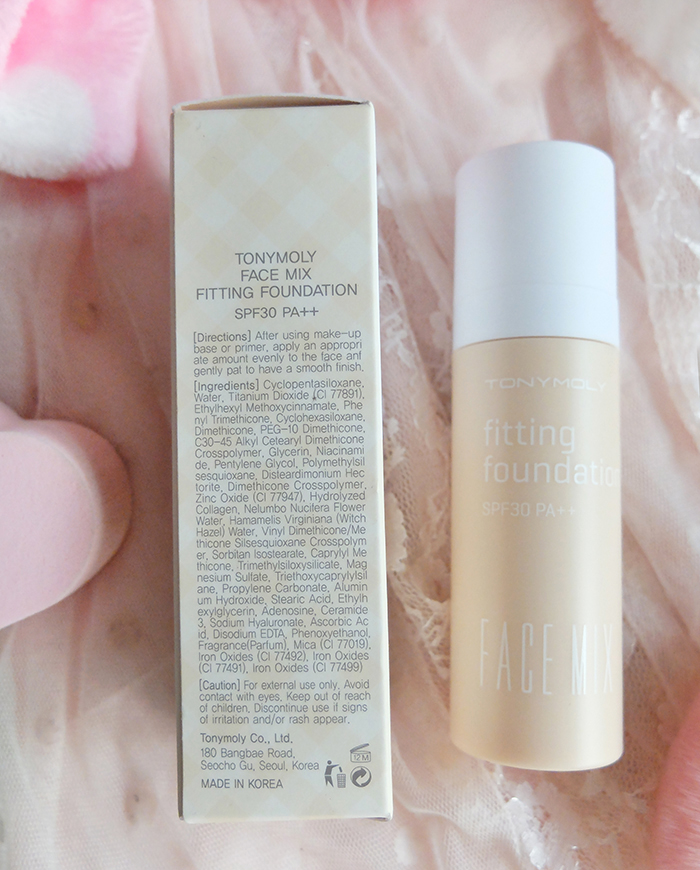 TONYMOLY
FACE MIX
FITTING FOUNDATION
SPF30 PA++
[Directions] After using make-up
base or primer, apply an appropri
ate amount evenly to the face anf
gently pat to have a smooth finish.
[Ingredients] Cyclopentasiloxane,
Water, Titanium Dioxide (CI 77891),
Ethylhexyl Methoxycinnamate, Phe
nyl Trimethicone, Cyclohexasiloxane,
Dimethicone, PEG-10 Dimethicone,
C30-45 Alkyl Cetearyl Dimethicone
Crosspolymer, Glycerin, Niacinami
de, Pentylene Glycol, Polymethylsil
sesquioxane, Disteardimonium Hec
torite, Dimethicone Crosspolymer,
Zinc Oxide (CI 77947), Hydrolyzed
Collagen, Nelumbo Nucifera Flower
Water, Hamamelis Virginiana (Witch
Hazel) Water, Vinyl Dimethicone/Me
thicone Silsesquioxane Crosspolym
er, Sorbitan Isostearate, Caprylyl Me
thicone, Trimethylsiloxysilicate, Mag
nesium Sulfate, Triethoxycaprylylsil
ane, Propylene Carbonate, Alumin
um Hydroxide, Stearic Acid, Ethylh
exylglycerin, Adenosine, Ceramide
3, Sodium Hyaluronate, Ascorbic Ac
id, Disodium EDTA, Phenoxyethanol,
Fragrance(Parfum), Mica (CI 77019),
Iron Oxides (CI 77492), Iron Oxides
(CI 77491), Iron Oxides (CI 77499)
[Caution] For external use only. Avoid
contact with eyes. Keep out of reach
of children. Discontinue use if signs
of irritation and/or rash appear.
Tonymoly Co., Ltd.
180 Bangbae Road,
Seocho Gu, Seoul, Korea
MADE IN KOREA
12M
TONYMOLY
fitting
foundation
SPF30 PA++
FACE MIX